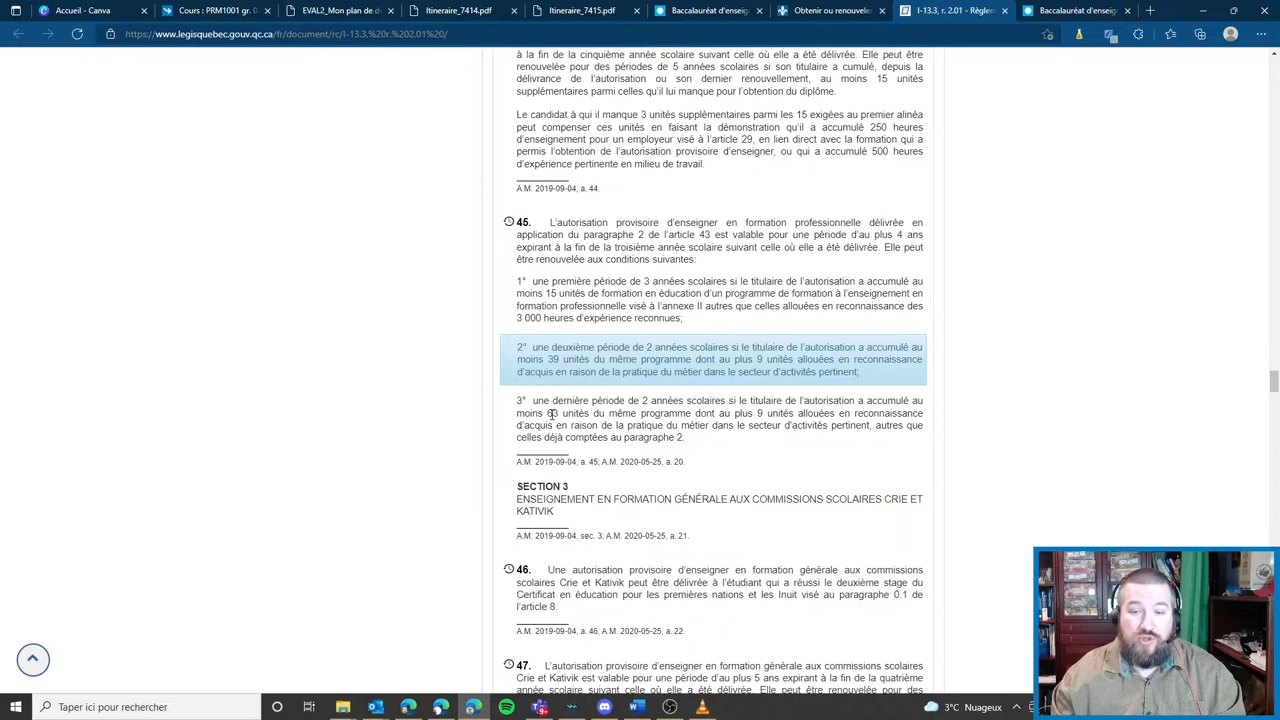 Accueil - Canva
Cours : PRM1001 gr. 0
EVAL2_Mon plan de d
Itineraire_7414.pdf
Itineraire_7415.pdf
Baccalauréat d'enseig
Obtenir ou renouveler
I-13.3, r. 2.01 - Règlem
Baccalauréat d'enseig
https://www.legisquebec.gouv.qc.ca/fr/document/rc/I-13.3,%20r.%202.01%20/
à la fin de la cinquième année scolaire suivant celle où elle a été délivrée. Elle peut être
renouvelée pour des périodes de 5 années scolaires si son titulaire a cumulé, depuis la
délivrance de l'autorisation ou son dernier renouvellement, au moins 15 unités
supplémentaires parmi celles qu'il lui manque pour l'obtention du diplôme.
Le candidat à qui il manque 3 unités supplémentaires parmi les 15 exigées au premier alinéa
peut compenser ces unités en faisant la démonstration qu'il a accumulé 250 heures
d'enseignement pour un employeur visé à l'article 29, en lien direct avec la formation qui a
permis l'obtention de l'autorisation provisoire d'enseigner, ou qui a accumulé 500 heures
d'expérience pertinente en milieu de travail.
A.M. 2019-09-04, a. 44.
45. L'autorisation provisoire d'enseigner en formation professionnelle délivrée en
application du paragraphe 2 de l'article 43 est valable pour une période d'au plus 4 ans
expirant à la fin de la troisième année scolaire suivant celle où elle a été délivrée. Elle peut
être renouvelée aux conditions suivantes:
1° une première période de 3 années scolaires si le titulaire de l'autorisation a accumulé au
moins 15 unités de formation en éducation d'un programme de formation à l'enseignement en
formation professionnelle visé à l'annexe II autres que celles allouées en reconnaissance des
3 000 heures d'expérience reconnues;
2° une deuxième période de 2 années scolaires si le titulaire de l'autorisation a accumulé au
moins 39 unités du même programme dont au plus 9 unités allouées en reconnaissance
d'acquis en raison de la pratique du métier dans le secteur d'activités pertinent;
3° une dernière période de 2 années scolaires si le titulaire de l'autorisation a accumulé au
moins 63 unités du même programme dont au plus 9 unités allouées en reconnaissance
d'acquis en raison de la pratique du métier dans le secteur d'activités pertinent, autres que
celles déjà comptées au paragraphe 2.
A.M. 2019-09-04, a. 45; A.M. 2020-05-25, a. 20.
SECTION 3
ENSEIGNEMENT EN FORMATION GÉNÉRALE AUX COMMISSIONS SCOLAIRES CRIE ET
KATIVIK
A.M. 2019-09-04, sec. 3; A.M. 2020-05-25, a. 21.
46. Une autorisation provisoire d'enseigner en formation générale aux commissions
scolaires Crie et Kativik peut être délivrée à l'étudiant qui a réussi le deuxième stage du
Certificat en éducation pour les premières nations et les Inuit visé au paragraphe 0.1 de
l'article 8.
A.M. 2019-09-04, a. 46; A.M. 2020-05-25, a. 22.
47. L'autorisation provisoire d'enseigner en formation générale aux commissions scolaires
Crie et Kativik est valable pour une période d'au plus 5 ans expirant à la fin de la quatrième
année scolaire suivant celle où elle a été délivrée. Elle peut être renouvelée pour des
Taper ici pour rechercher
3°C Nuageux